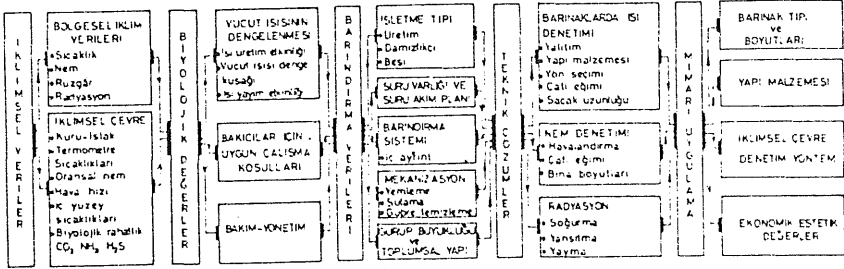 İKLİMSEL VERİLER
BÖLGESEL İKLİM
VERİLERİ
Sıcaklık
Nem
Rüzgâr
Radyasyon
İKLİMSEL ÇEVRE
Kuru-Islak
Termometre
Sıcaklıkları
Oransal nem
Hava hızı
İç yüzey
sıcaklıkları
Biyolojik rahatlık
CO₂ NH₃ H₂S
BİYOLOJİK DEĞERLER
VÜCUT ISISININ
DENGELENMESİ
Isı üretim etkinliği
Vücut ısısı denge
kuşağı
Isı yayım etkinliğ
BAKICILAR İÇİN
UYGUN ÇALIŞMA
KOŞULLARI
BAKIM-YÖNETİM
BARINDIRMA VERİLERİ
İŞLETME TİPİ
Üretim
Damızlıkçı
Besi
SÜRÜ VARLIĞI VE
SÜRÜ AKIM PLANI
BARINDIRMA
SİSTEMİ
MEKANİZASYON
Yemleme
Sulama
Gübre temizleme
GURUP BÜYÜKLÜĞÜ
ve
TOPLUMSAL YAPI
TEKNİK ÇÖZÜMLER
BARINAKLARDA ISI
DENETİMİ
Yalıtım
Yapı malzemesi
Yön seçimi
Çatı eğimi
Saçak uzunluğu
NEM DENETİMİ
Havalandırma
Çatı eğimi
Bina boyutları
RADYASYON
Soğurma
Yansıtma
Yayma
MİMARİ UYGULAMA
BARINAK TİP.
ve
BOYUTLARI
YAPI MALZEMESİ
İKLİMSEL ÇEVRE
DENETİM YÖNTEM
EKONOMİK ESTETİK
DEĞERLER